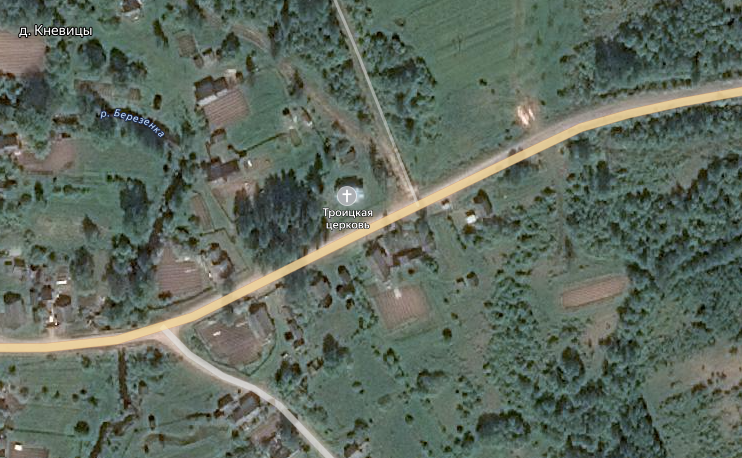 д. Кневицы
р. Березенка
Троицкая
церковь